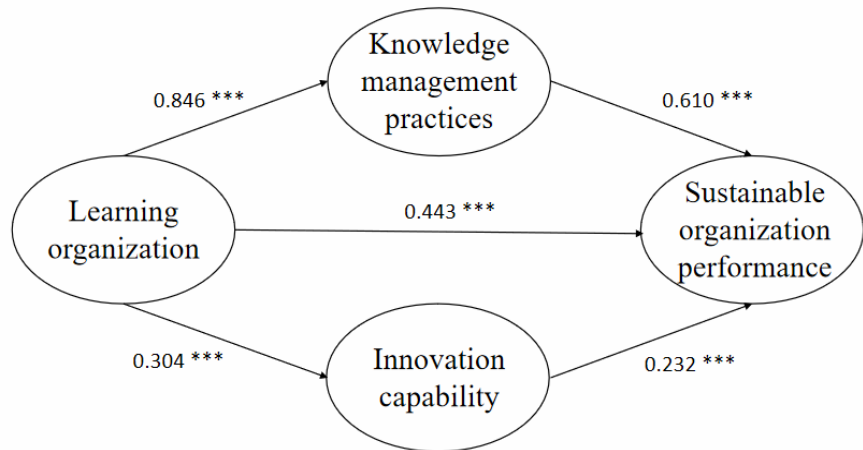 Knowledge
management
practices
0.846 ***
0.610 ***
Learning
organization
0.443 ***
Sustainable
organization
performance
0.304 ***
Innovation
capability
0.232 ***